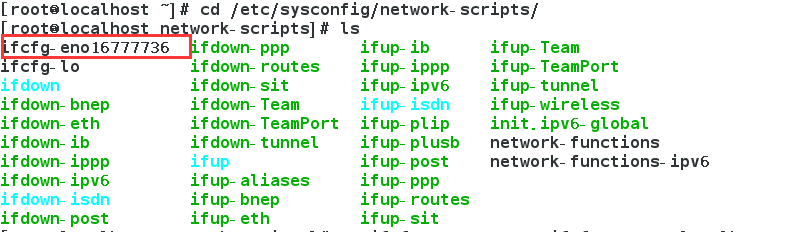 [root@localhost ~]# cd /etc/sysconfig/network-scripts/
[root@localhost network-scripts]# ls
ifcfg-eno16777736 ifdown-ppp ifup-ib ifup-Team
ifcfg-lo ifdown-routes ifup-ippp ifup-TeamPort
ifdown ifdown-sit ifup-ipv6 ifup-tunnel
ifdown-bnep ifdown-Team ifup-isdn ifup-wireless
ifdown-eth ifdown-TeamPort ifup-plip init.ipv6-global
ifdown-ib ifdown-tunnel ifup-plusb network-functions
ifdown-ippp ifup ifup-post network-functions-ipv6
ifdown-ipv6 ifup-aliases ifup-ppp
ifdown-isdn ifup-bnep ifup-routes
ifdown-post ifup-eth ifup-sit